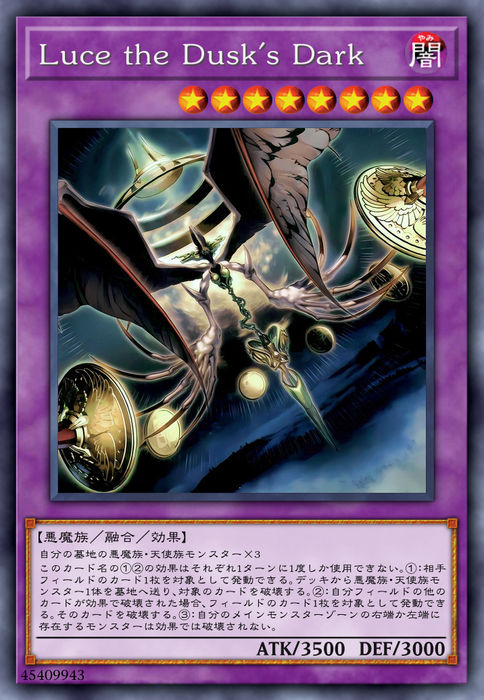 Luce the Dusk's Dark
やみ
闇
【悪魔族／融合／効果】
自分の墓地の悪魔族・天使族モンスター×3
このカード名の①②の効果はそれぞれ1ターンに1度しか使用できない。①：相手
フィールドのカード1枚を対象として発動できる。デッキから悪魔族・天使族モン
スター1体を墓地へ送り、対象のカードを破壊する。②：自分フィールドの他の
カードが効果で破壊された場合、フィールドのカード1枚を対象として発動でき
る。そのカードを破壊する。③：自分のメインモンスターゾーンの右端か左端に
存在するモンスターは効果では破壊されない。
ATK/3500 DEF/3000
45409943